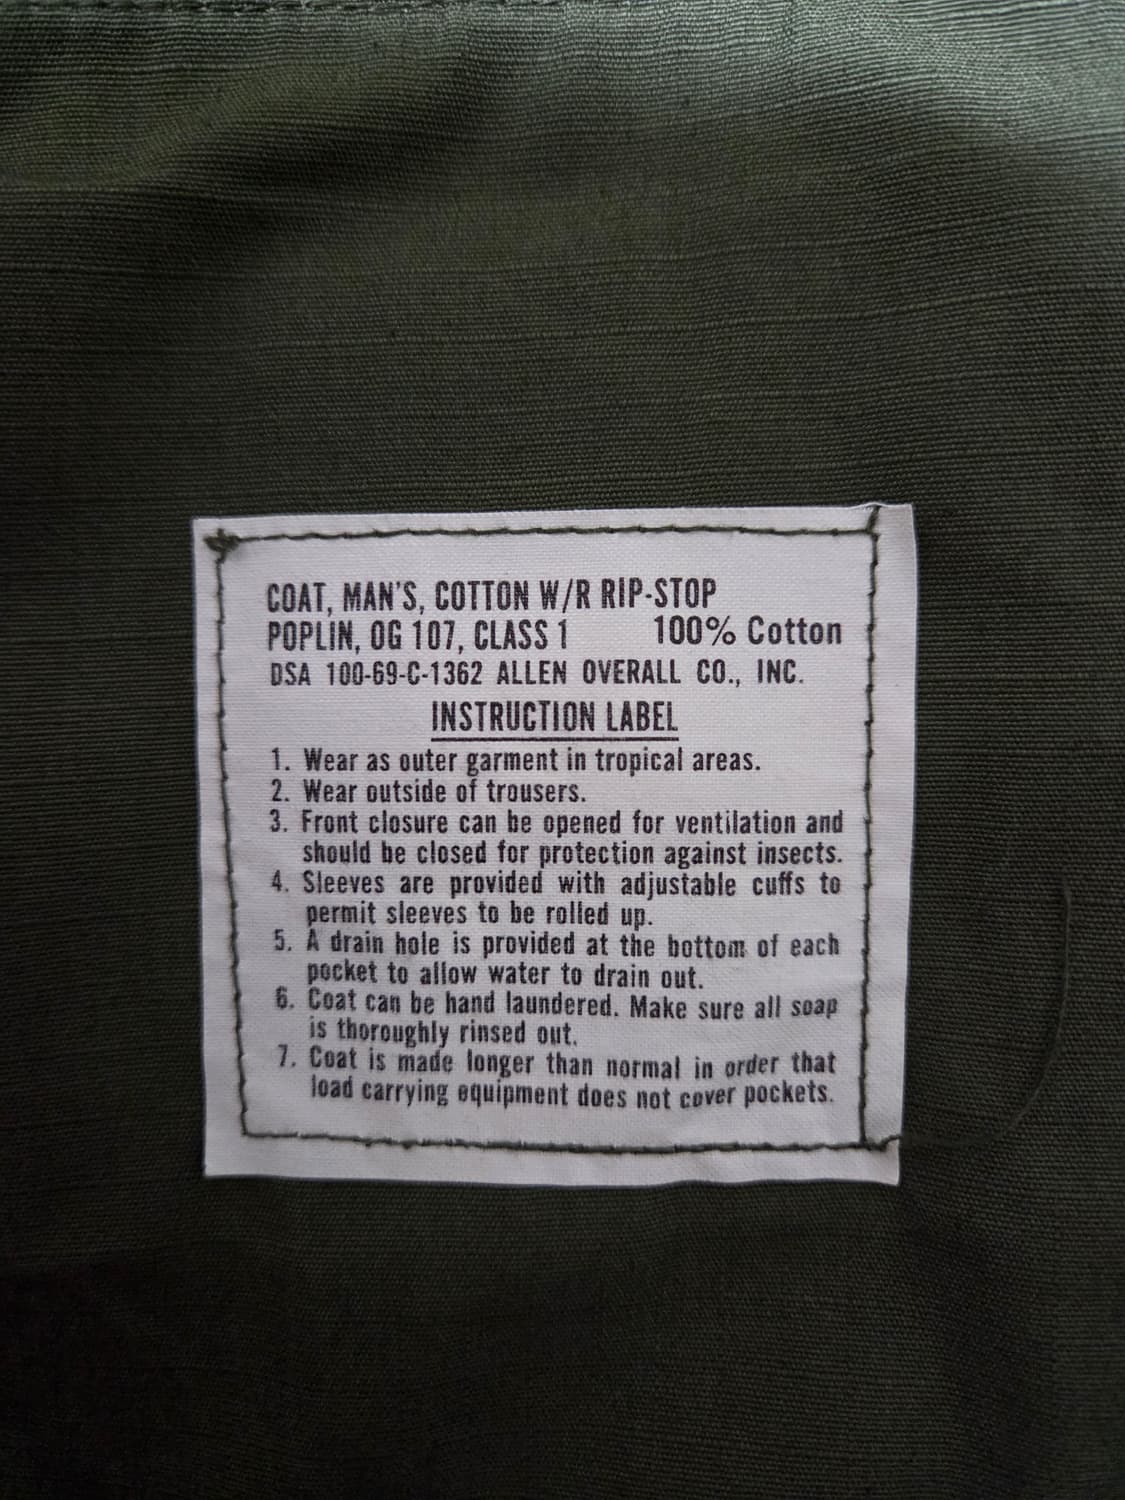 COAT, MAN'S, COTTON W/R RIP-STOP
POPLIN, OG 107, CLASS 1 100% Cotton
DSA 100-69-C-1362 ALLEN OVERALL CO., INC.
INSTRUCTION LABEL
1. Wear as outer garment in tropical areas.
2. Wear outside of trousers.
3. Front closure can be opened for ventilation and
should be closed for protection against insects.
4. Sleeves are provided with adjustable cuffs to
permit sleeves to be rolled up.
5. A drain hole is provided at the bottom of each
pocket to allow water to drain out.
6. Coat can be hand laundered. Make sure all soap
is thoroughly rinsed out.
7. Coat is made longer than normal in order that
load carrying equipment does not cover pockets.